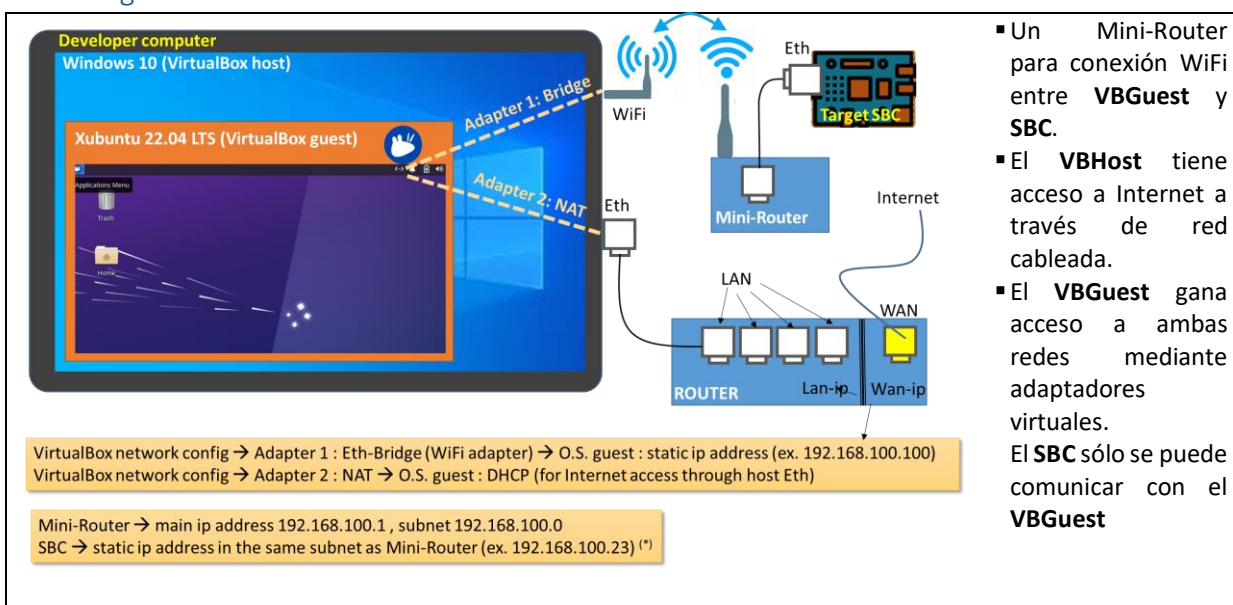 Developer computer
Windows 10 (VirtualBox host)
Xubuntu 22.04 LTS (VirtualBox guest)
Applications Menu
Trash
Home
Adapter 1: Bridge
Adapter 2: NAT
WiFi
Eth
Eth
Target SBC
Mini-Router
Internet
LAN
WAN
ROUTER
Lan-ip
Wan-ip
VirtualBox network config → Adapter 1 : Eth-Bridge (WiFi adapter) → O.S. guest : static ip address (ex. 192.168.100.100)
VirtualBox network config → Adapter 2 : NAT → O.S. guest : DHCP (for Internet access through host Eth)
Mini-Router → main ip address 192.168.100.1 , subnet 192.168.100.0
SBC → static ip address in the same subnet as Mini-Router (ex. 192.168.100.23) (*)
▪ Un Mini-Router
para conexión WiFi
entre VBGuest y
SBC.
▪ El VBHost tiene
acceso a Internet a
través de red
cableada.
▪ El VBGuest gana
acceso a ambas
redes mediante
adaptadores
virtuales.
El SBC sólo se puede
comunicar con el
VBGuest